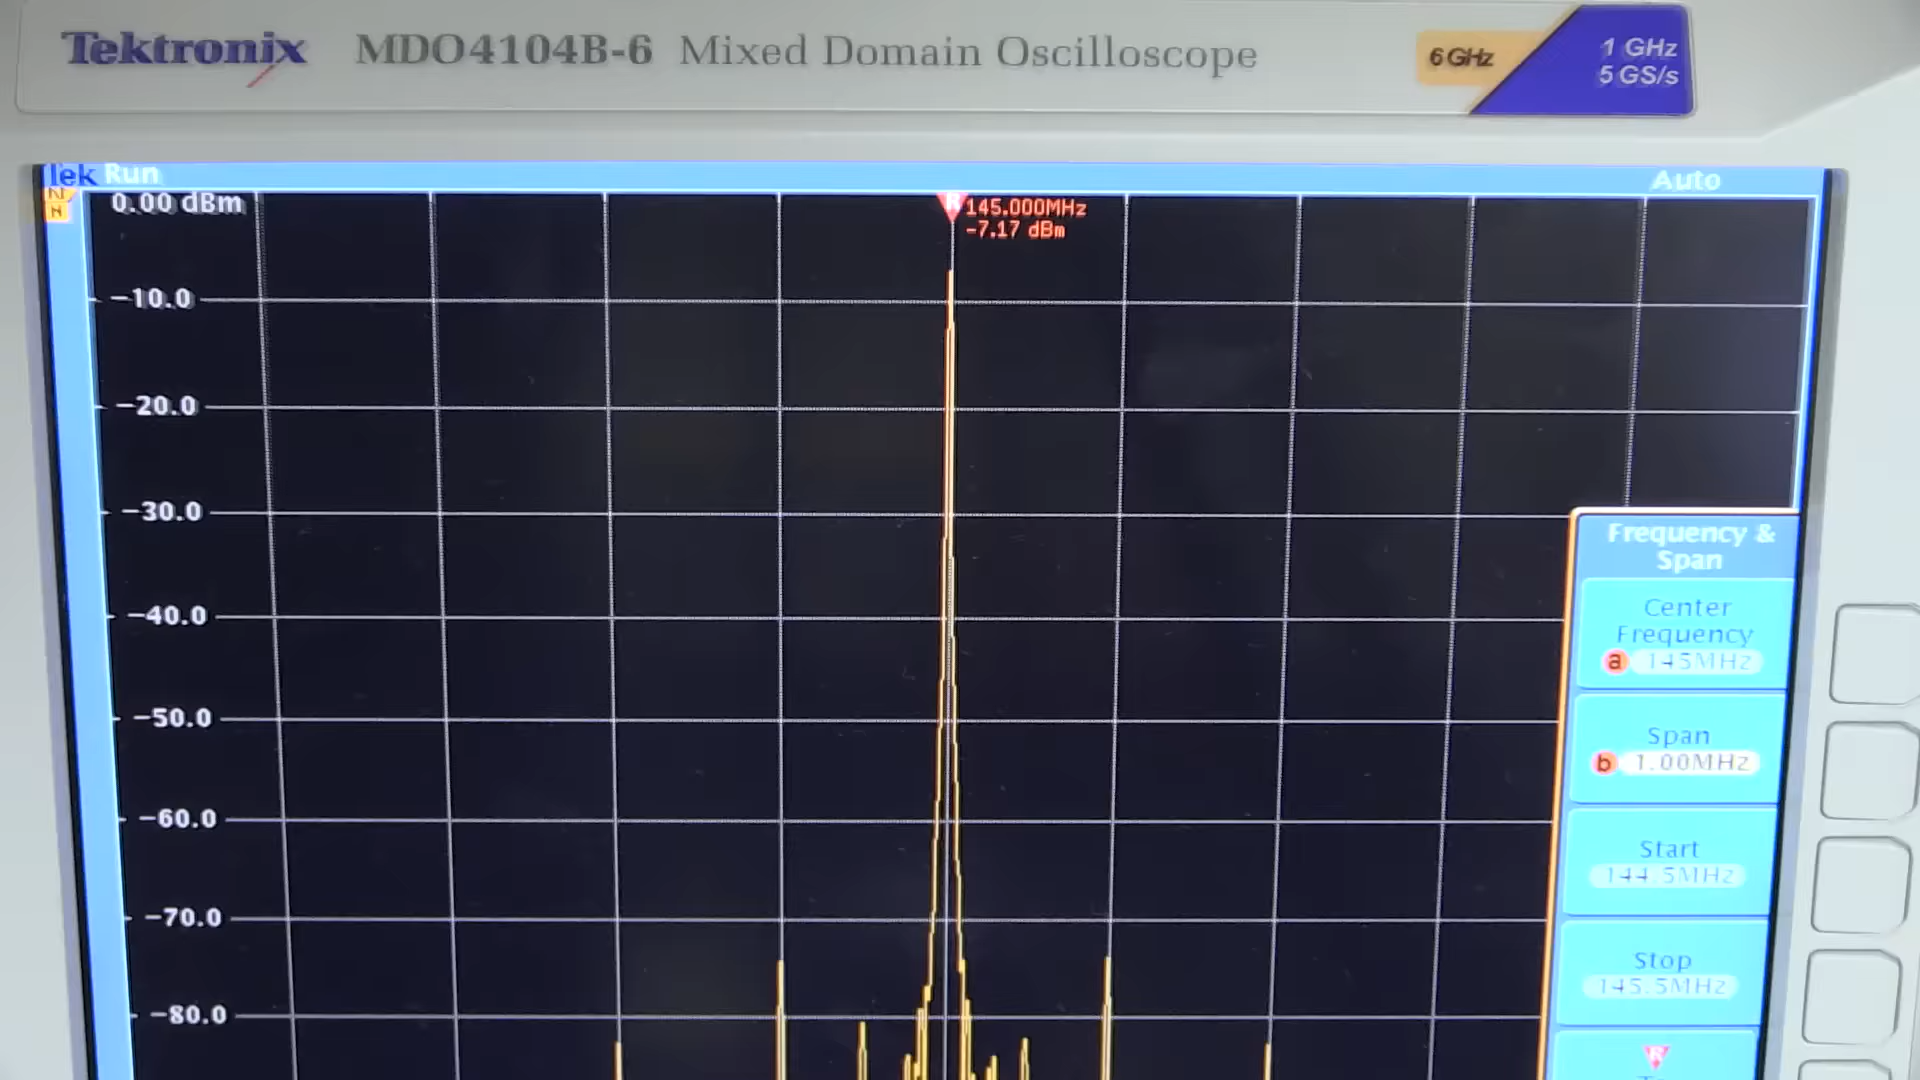 Tektronix MDO4104B-6 Mixed Domain Oscilloscope
6 GHz
1 GHz
5 GS/s
Tek Run
Auto
0.00 dBm
R
145.000MHz
-7.17 dBm
-10.0
-20.0
-30.0
-40.0
-50.0
-60.0
-70.0
-80.0
Frequency &
Span
Center
Frequency
a 145MHz
Span
b 1.00MHz
Start
144.5MHz
Stop
145.5MHz
R